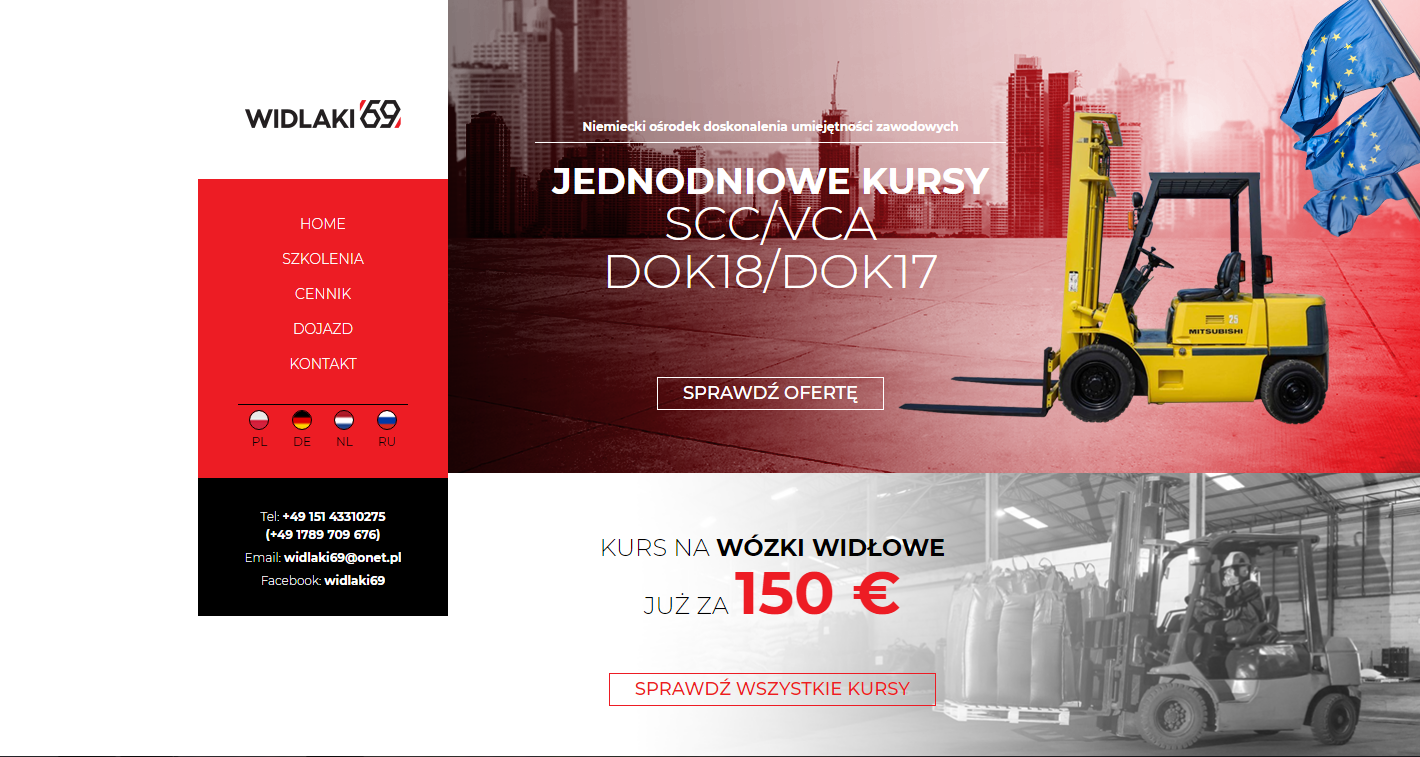 WIDLAKI '69
HOME
SZKOLENIA
CENNIK
DOJAZD
KONTAKT
PL DE NL RU
Tel: +49 151 43310275
(+49 1789 709 676)
Email: widlaki69@onet.pl
Facebook: widlaki69
Niemiecki ośrodek doskonalenia umiejętności zawodowych
JEDNODNIOWE KURSY
SCC/VCA
DOK18/DOK17
SPRAWDŹ OFERTĘ
25
MITSUBISHI
KURS NA WÓZKI WIDŁOWE
JUŻ ZA 150 €
SPRAWDŹ WSZYSTKIE KURSY